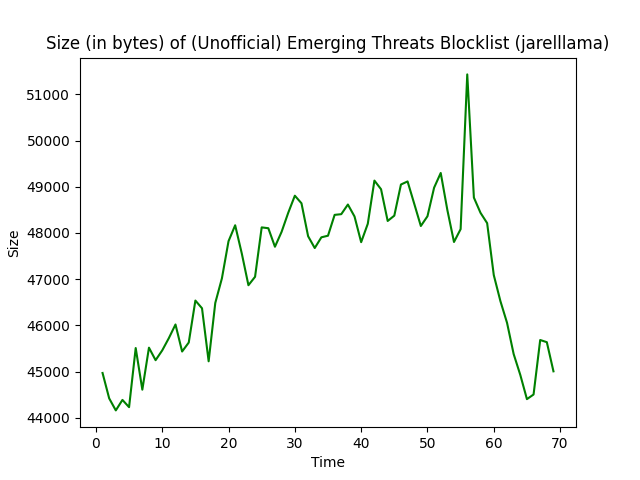 Size (in bytes) of (Unofficial) Emerging Threats Blocklist (jarelllama)
51000
50000
49000
48000
47000
46000
45000
44000
Size
0 10 20 30 40 50 60 70
Time